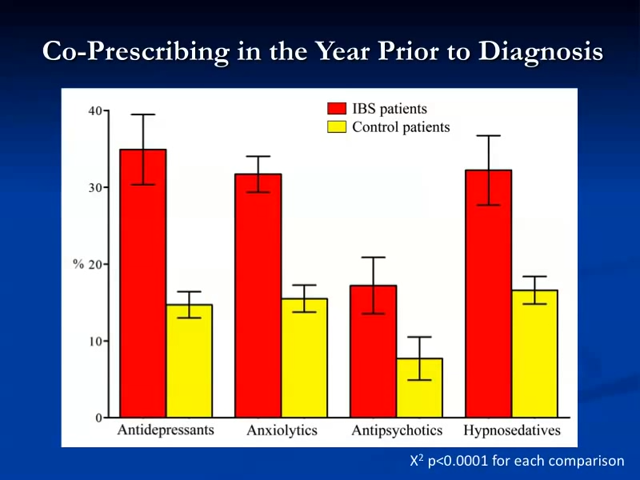 Co-Prescribing in the Year Prior to Diagnosis
IBS patients
Control patients
40
30
% 20
10
0
Antidepressants Anxiolytics Antipsychotics Hypnosedatives
X² p<0.0001 for each comparison